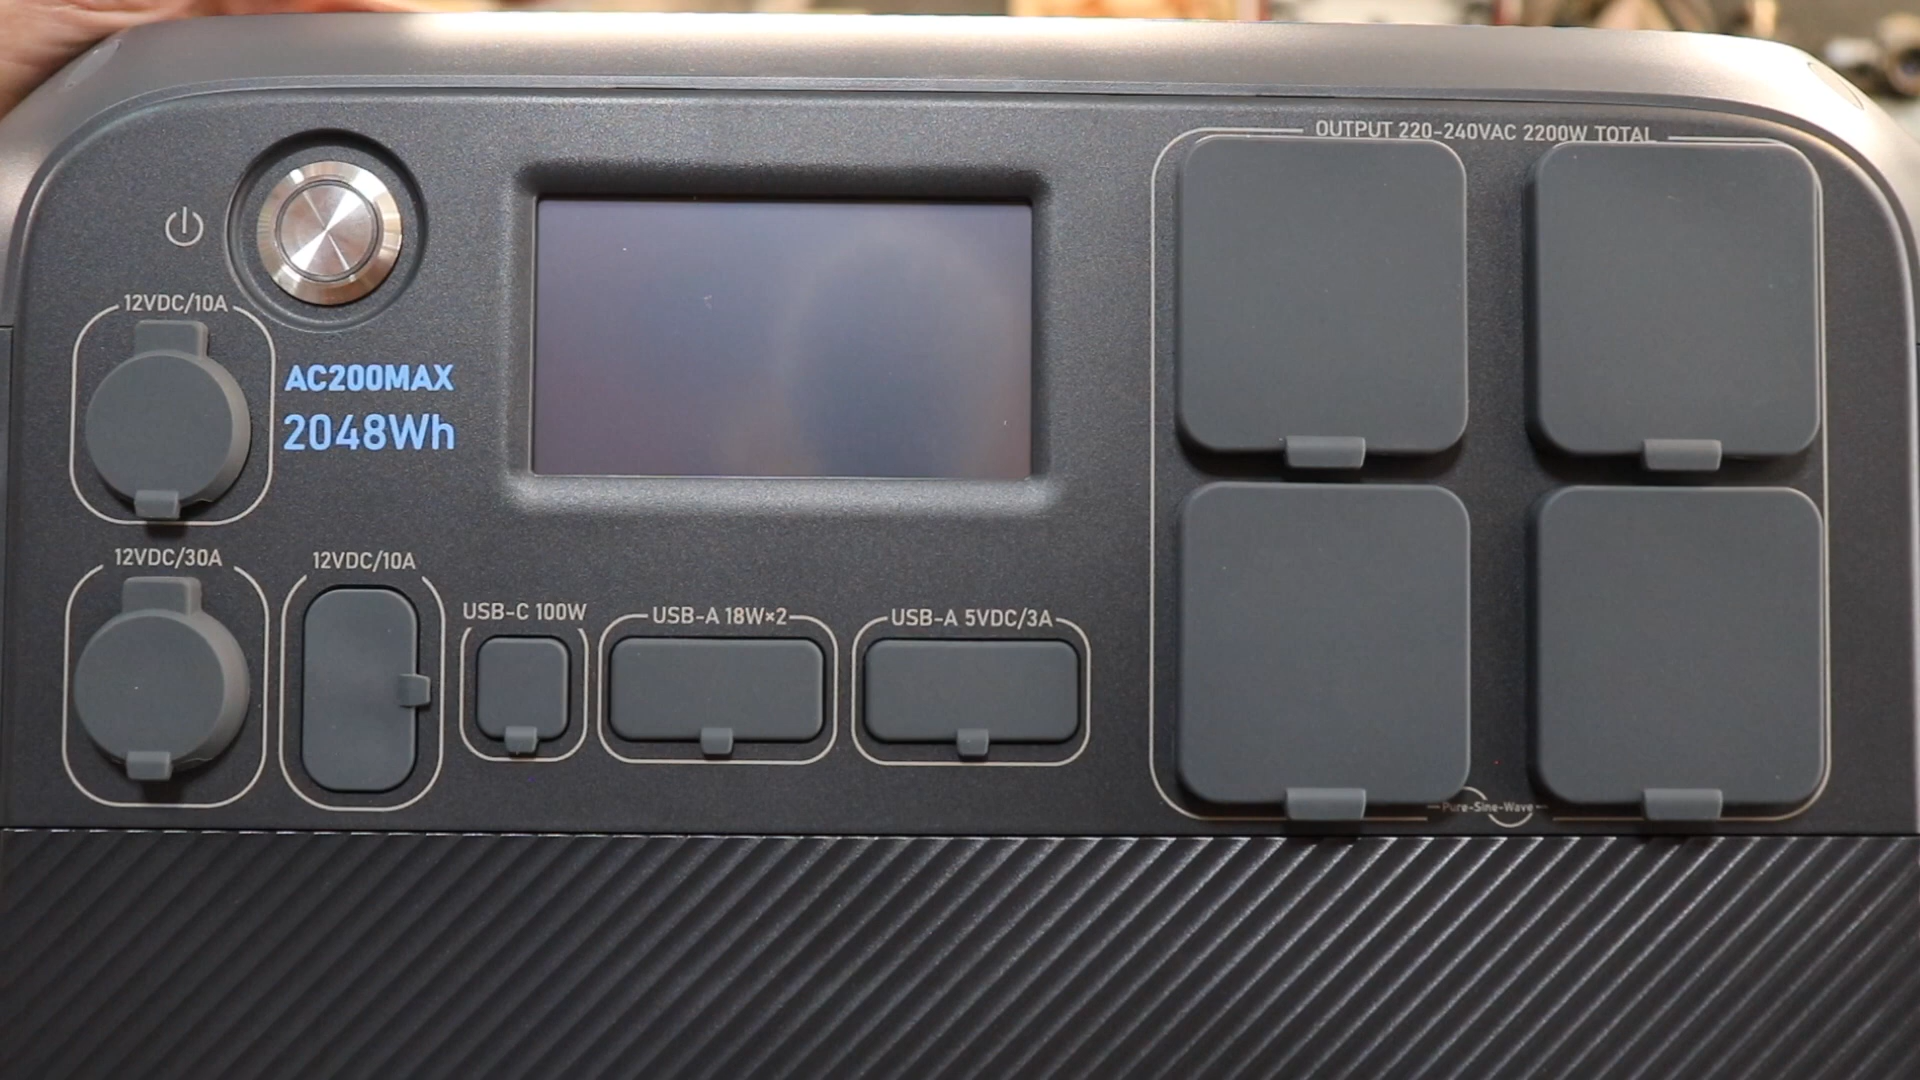 OUTPUT 220-240VAC 2200W TOTAL
12VDC/10A
AC200MAX
2048Wh
12VDC/30A
12VDC/10A
USB-C 100W
USB-A 18W×2
USB-A 5VDC/3A
Pure-Sine-Wave